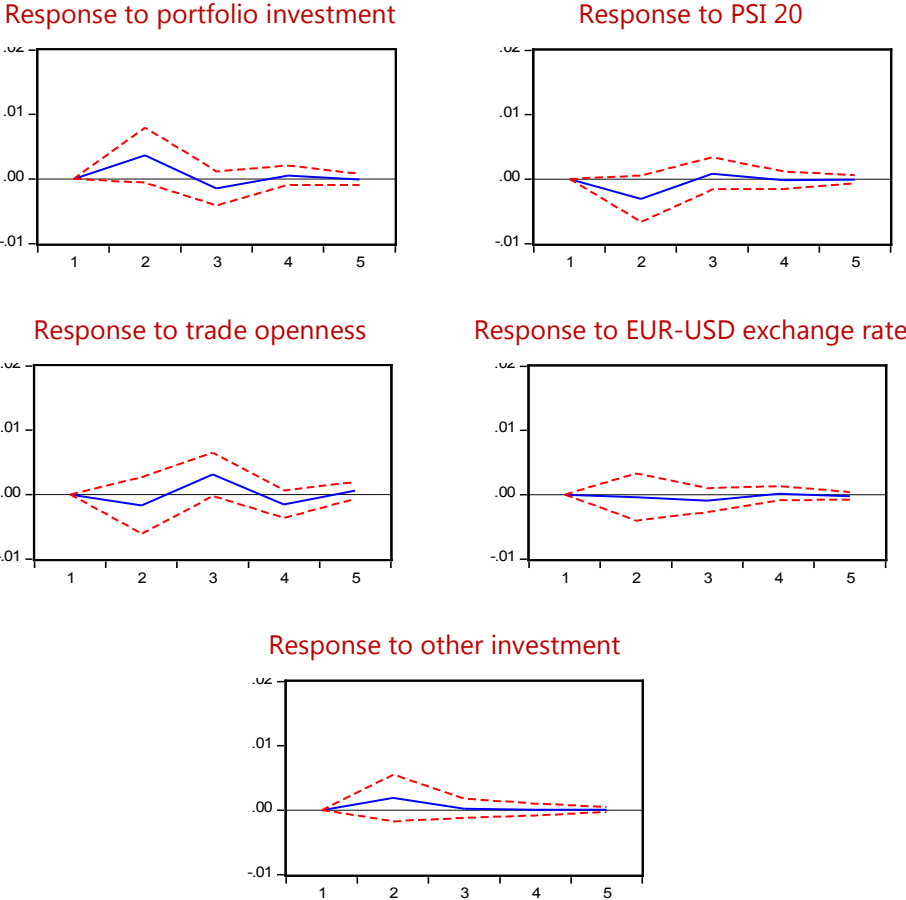 Response to portfolio investment
Response to PSI 20
.02
.01
.00
-.01
1 2 3 4 5
.02
.01
.00
-.01
1 2 3 4 5
Response to trade openness
Response to EUR-USD exchange rate
.02
.01
.00
-.01
1 2 3 4 5
.02
.01
.00
-.01
1 2 3 4 5
Response to other investment
.02
.01
.00
-.01
1 2 3 4 5